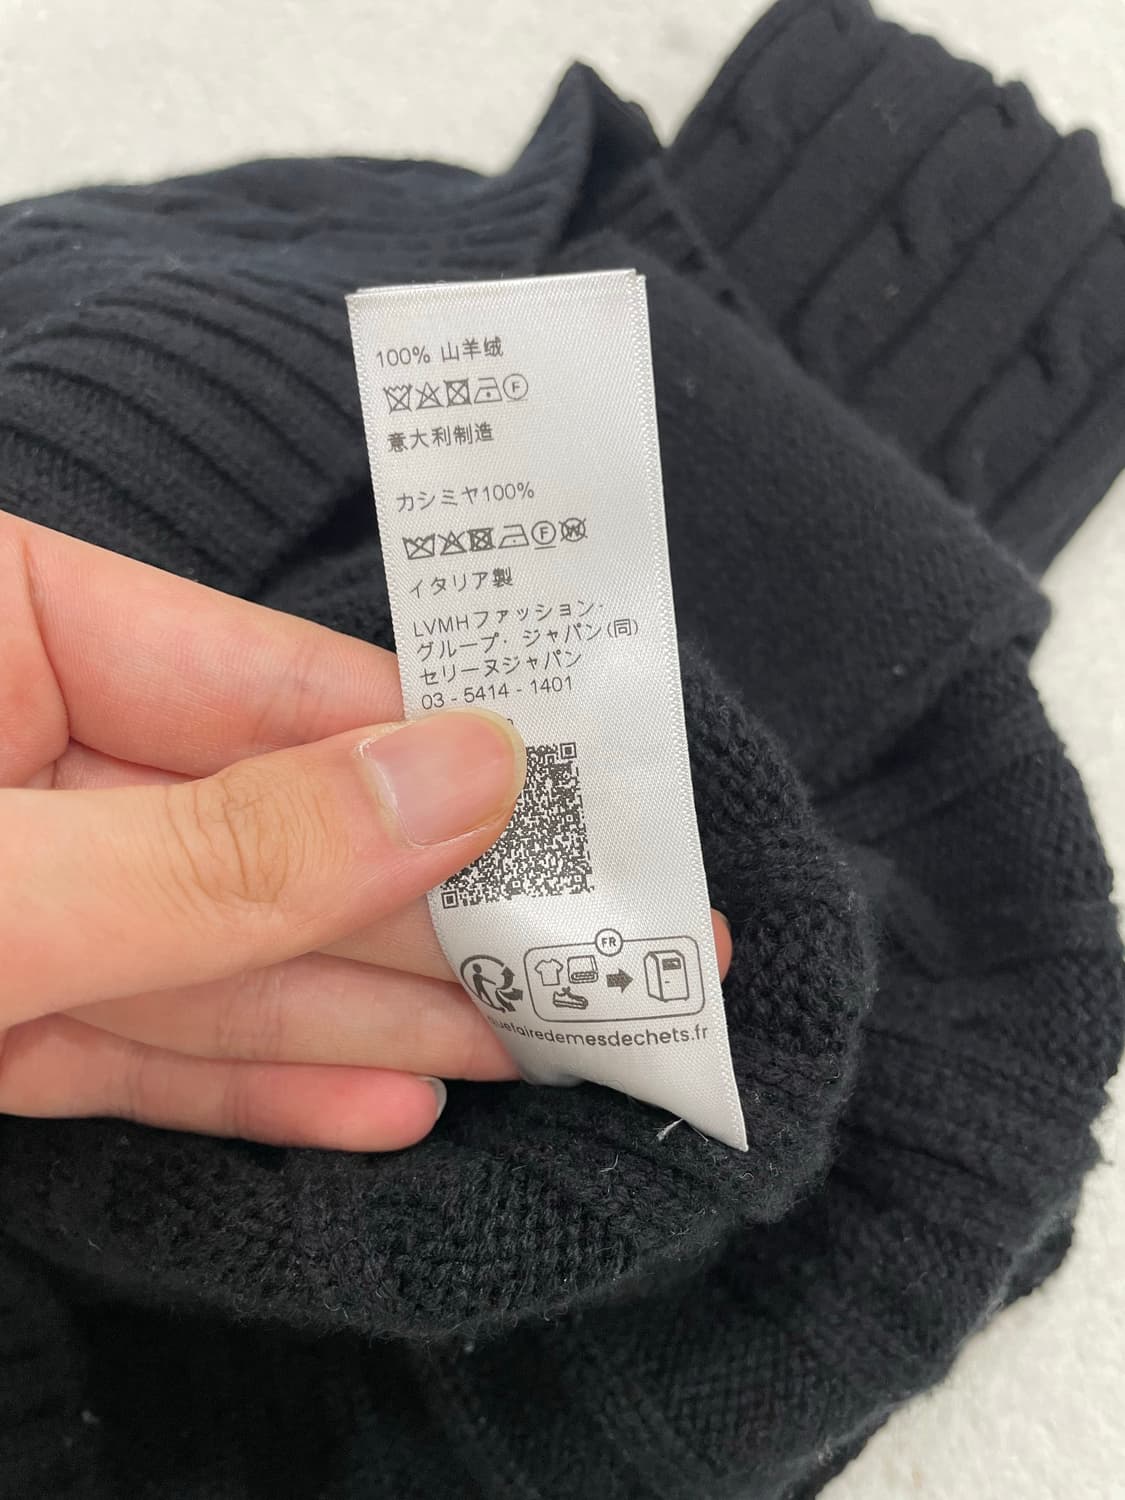 100% 山羊绒
F
意大利制造
カシミヤ100%
F W
イタリア製
LVMHファッション・
グループ・ジャパン(同)
セリーヌジャパン
03 - 5414 - 1401
FR
quefairedemesdechets.fr